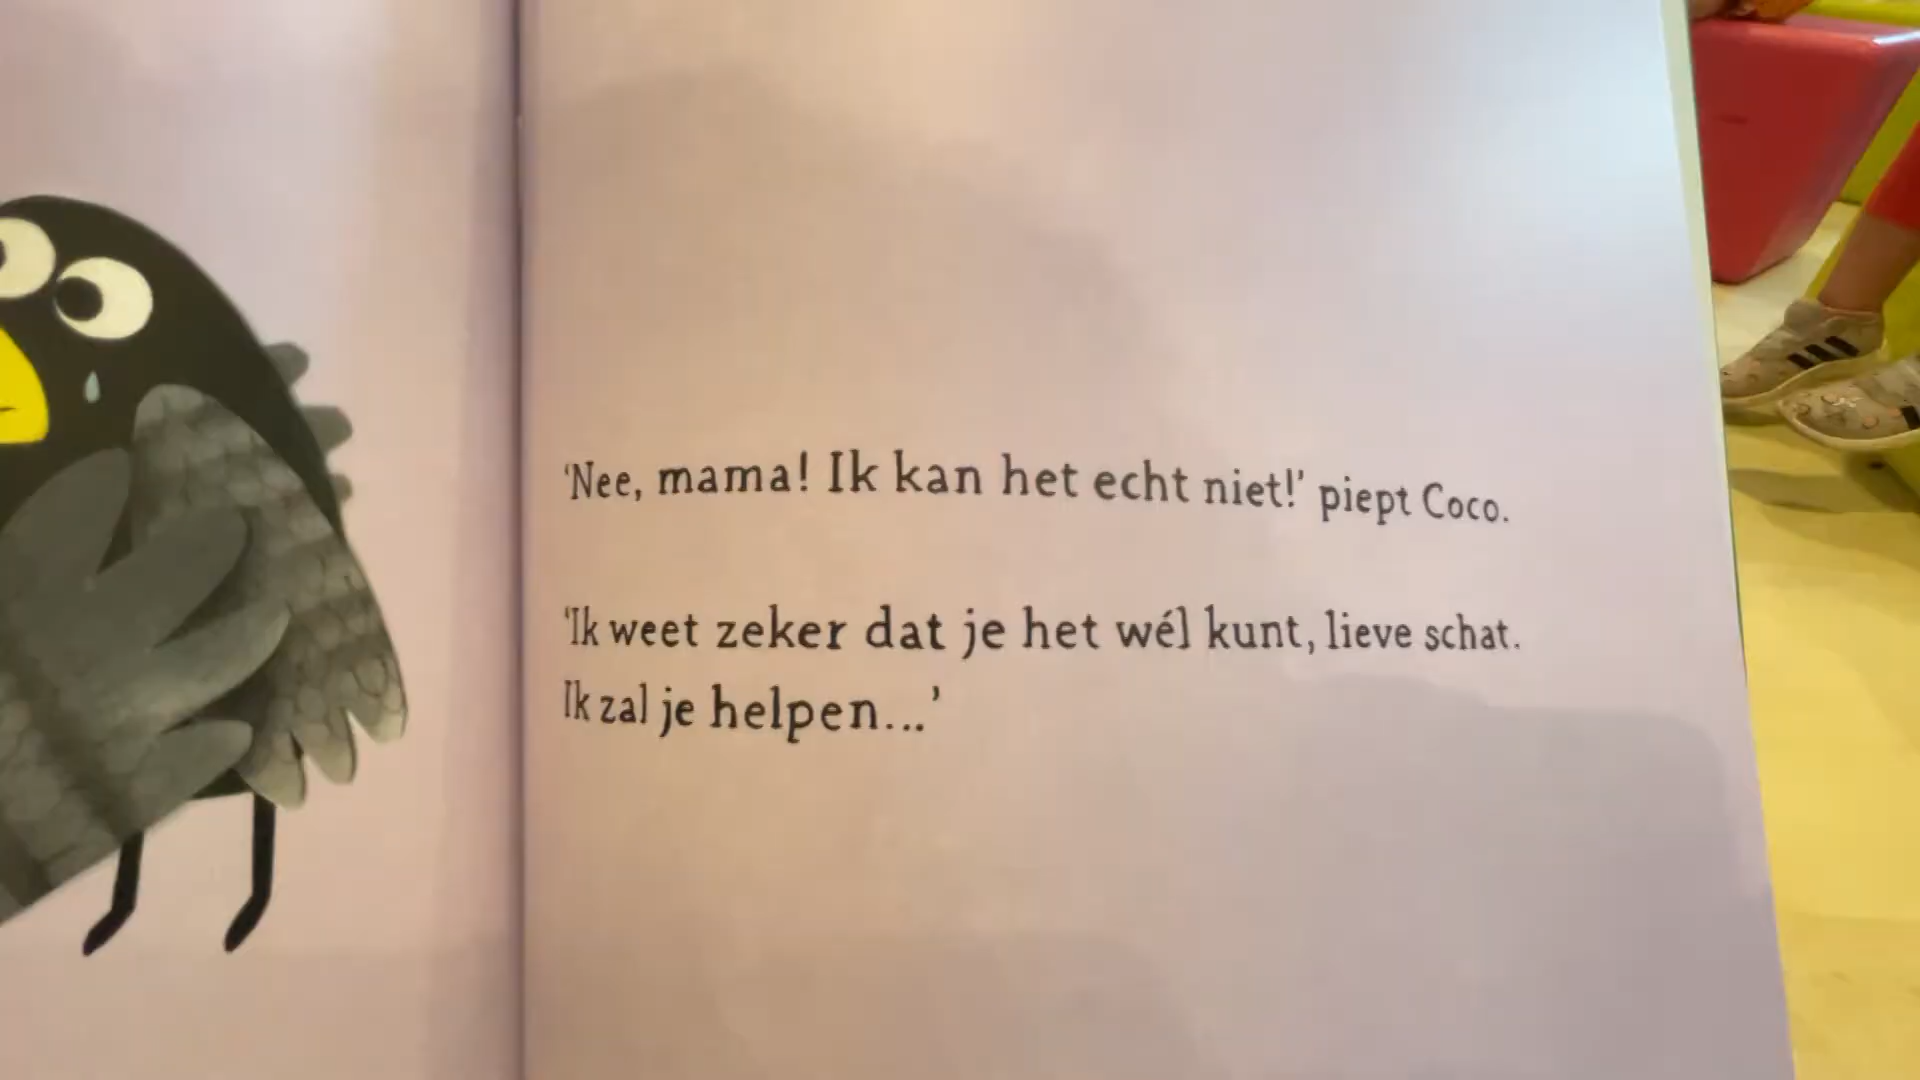 ‘Nee, mama! Ik kan het echt niet!’ piept Coco.
‘Ik weet zeker dat je het wél kunt, lieve schat.
Ik zal je helpen...’